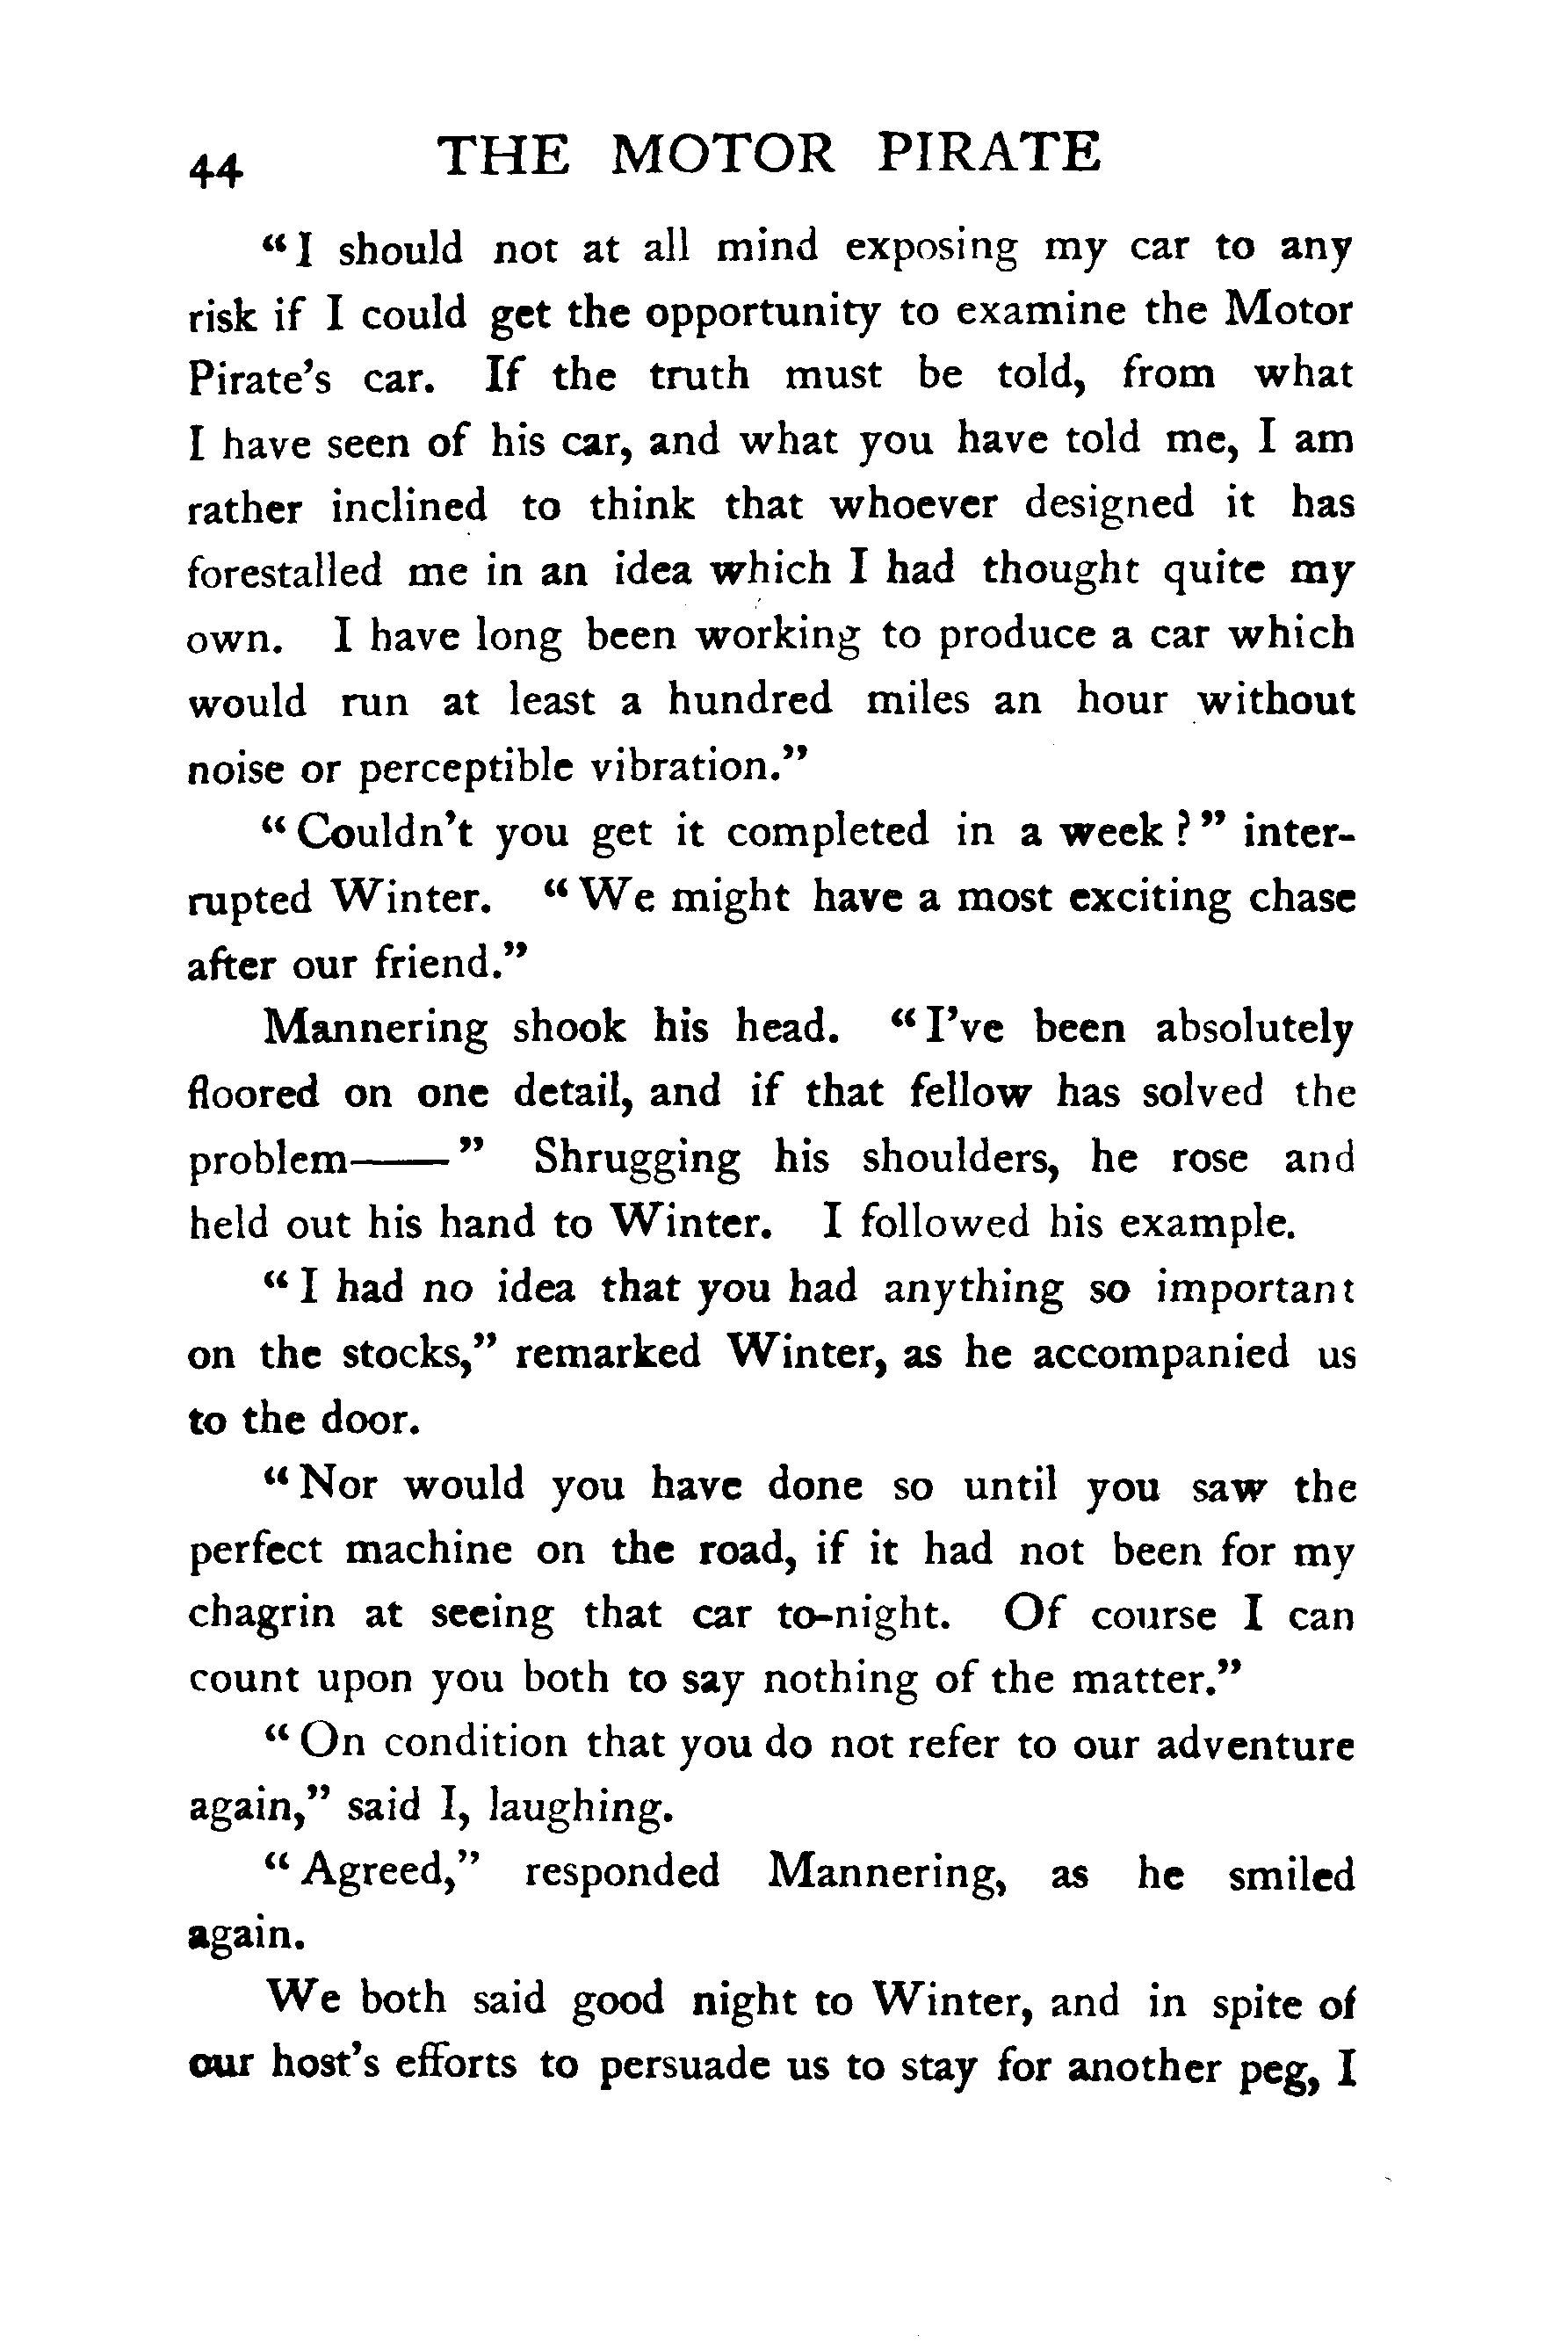 44 THE MOTOR PIRATE
“I should not at all mind exposing my car to any
risk if I could get the opportunity to examine the Motor
Pirate’s car. If the truth must be told, from what
I have seen of his car, and what you have told me, I am
rather inclined to think that whoever designed it has
forestalled me in an idea which I had thought quite my
own. I have long been working to produce a car which
would run at least a hundred miles an hour without
noise or perceptible vibration.”
“Couldn’t you get it completed in a week?” inter-
rupted Winter. “We might have a most exciting chase
after our friend.”
Mannering shook his head. “I’ve been absolutely
floored on one detail, and if that fellow has solved the
problem——” Shrugging his shoulders, he rose and
held out his hand to Winter. I followed his example.
“I had no idea that you had anything so important
on the stocks,” remarked Winter, as he accompanied us
to the door.
“Nor would you have done so until you saw the
perfect machine on the road, if it had not been for my
chagrin at seeing that car to-night. Of course I can
count upon you both to say nothing of the matter.”
“On condition that you do not refer to our adventure
again,” said I, laughing.
“Agreed,” responded Mannering, as he smiled
again.
We both said good night to Winter, and in spite of
our host’s efforts to persuade us to stay for another peg, I